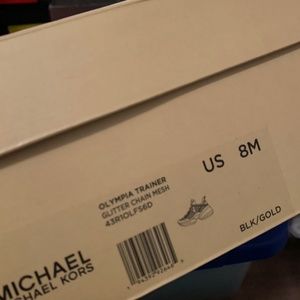 OLYMPIA TRAINER
GLITTER CHAIN MESH
43R1OLFS6D
US 8M
BLK/GOLD
MICHAEL
MICHAEL KORS